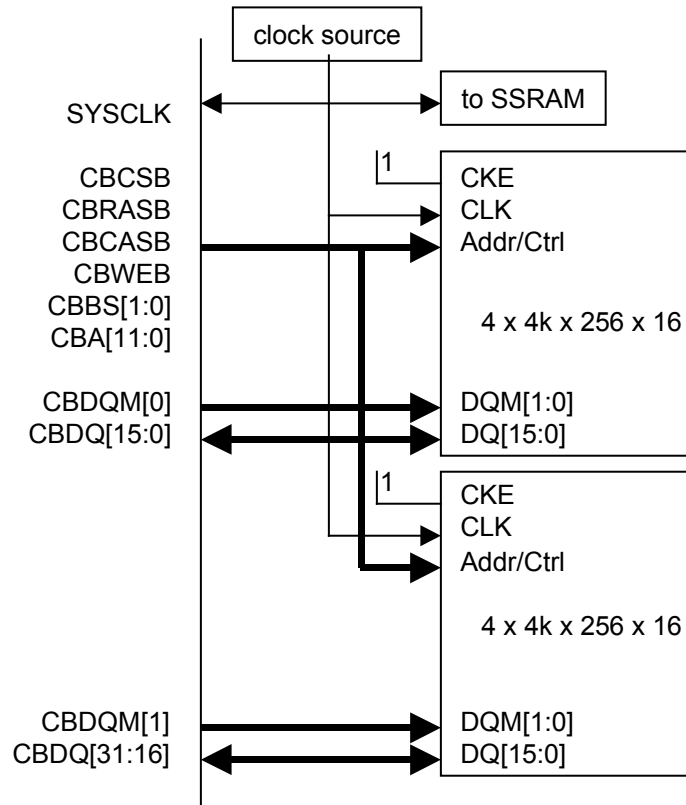 clock source
SYSCLK
to SSRAM
1
CBCSB
CKE
CBRASB
CLK
CBCASB
Addr/Ctrl
CBWEB
CBBS[1:0]
4 x 4k x 256 x 16
CBA[11:0]
CBDQM[0]
DQM[1:0]
CBDQ[15:0]
DQ[15:0]
1
CKE
CLK
Addr/Ctrl
4 x 4k x 256 x 16
CBDQM[1]
DQM[1:0]
CBDQ[31:16]
DQ[15:0]